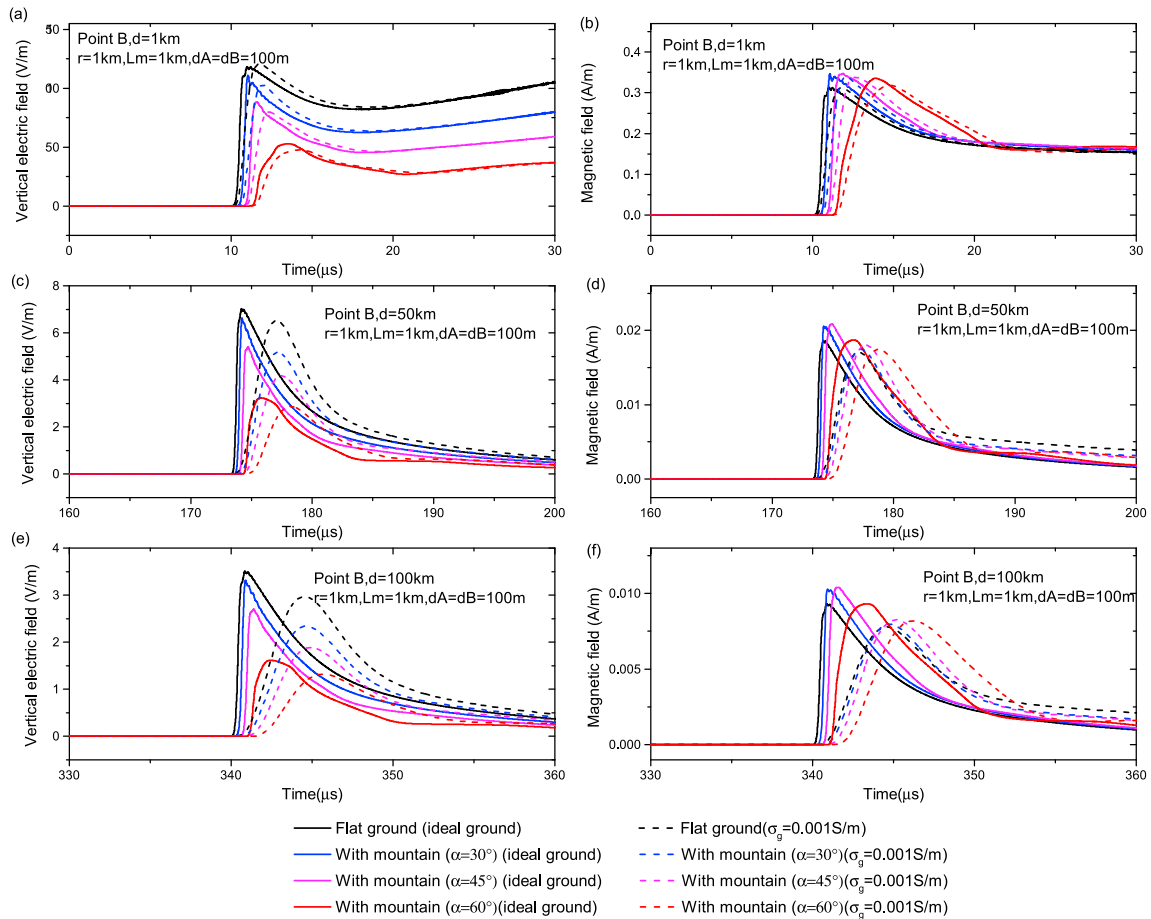 (a)
Point B,d=1km
r=1km,Lm=1km,dA=dB=100m
Vertical electric field (V/m)
50
0
0 10 20 30
Time(μs)
(b)
Point B,d=1km
r=1km,Lm=1km,dA=dB=100m
Magnetic field (A/m)
0.4
0.3
0.2
0.1
0.0
0 10 20 30
Time(μs)
(c)
Point B,d=50km
r=1km,Lm=1km,dA=dB=100m
Vertical electric field (V/m)
8
6
4
2
0
160 170 180 190 200
Time(μs)
(d)
Point B,d=50km
r=1km,Lm=1km,dA=dB=100m
Magnetic field (A/m)
0.02
0.01
0.00
160 170 180 190 200
Time(μs)
(e)
Point B,d=100km
r=1km,Lm=1km,dA=dB=100m
Vertical electric field (V/m)
4
3
2
1
0
330 340 350 360
Time(μs)
(f)
Point B,d=100km
r=1km,Lm=1km,dA=dB=100m
Magnetic field (A/m)
0.010
0.005
0.000
330 340 350 360
Time(μs)
Flat ground (ideal ground)
With mountain (α=30°) (ideal ground)
With mountain (α=45°) (ideal ground)
With mountain (α=60°)(ideal ground)
Flat ground(σg=0.001S/m)
With mountain (α=30°)(σg=0.001S/m)
With mountain (α=45°)(σg=0.001S/m)
With mountain (α=60°)(σg=0.001S/m)